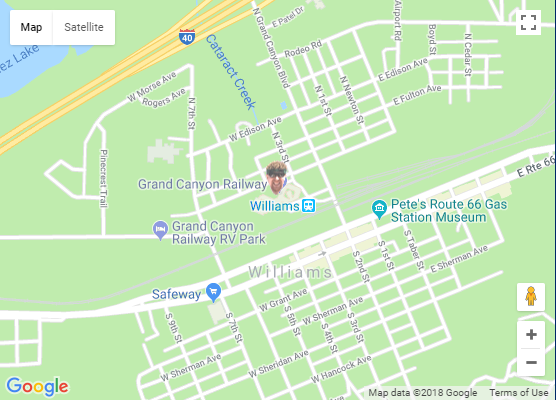 Map
Satellite
40
E Patel Dr
N Grand Canyon Blvd
Rodeo Rd
Airport Rd
Boyd St
N Cedar St
ez Lake
Cataract
Creek
W Morse Ave
Rogers Ave
N 7th St
N 1st St
N Newton St
E Edison Ave
E Fulton Ave
W Edison Ave
N 3rd St
Pinecrest Trail
E Rte 66
Grand Canyon Railway
Williams
Pete's Route 66 Gas
Station Museum
Grand Canyon
Railway RV Park
Williams
S 2nd St
S 1st St
S Taber St
E Sherman Ave
Safeway
W Grant Ave
W Sherman Ave
S 9th St
S 7th St
S 5th St
S 4th St
S 3rd St
W Sherman Ave
W Sheridan Ave
W Hancock Ave
Google
Map data ©2018 Google
Terms of Use